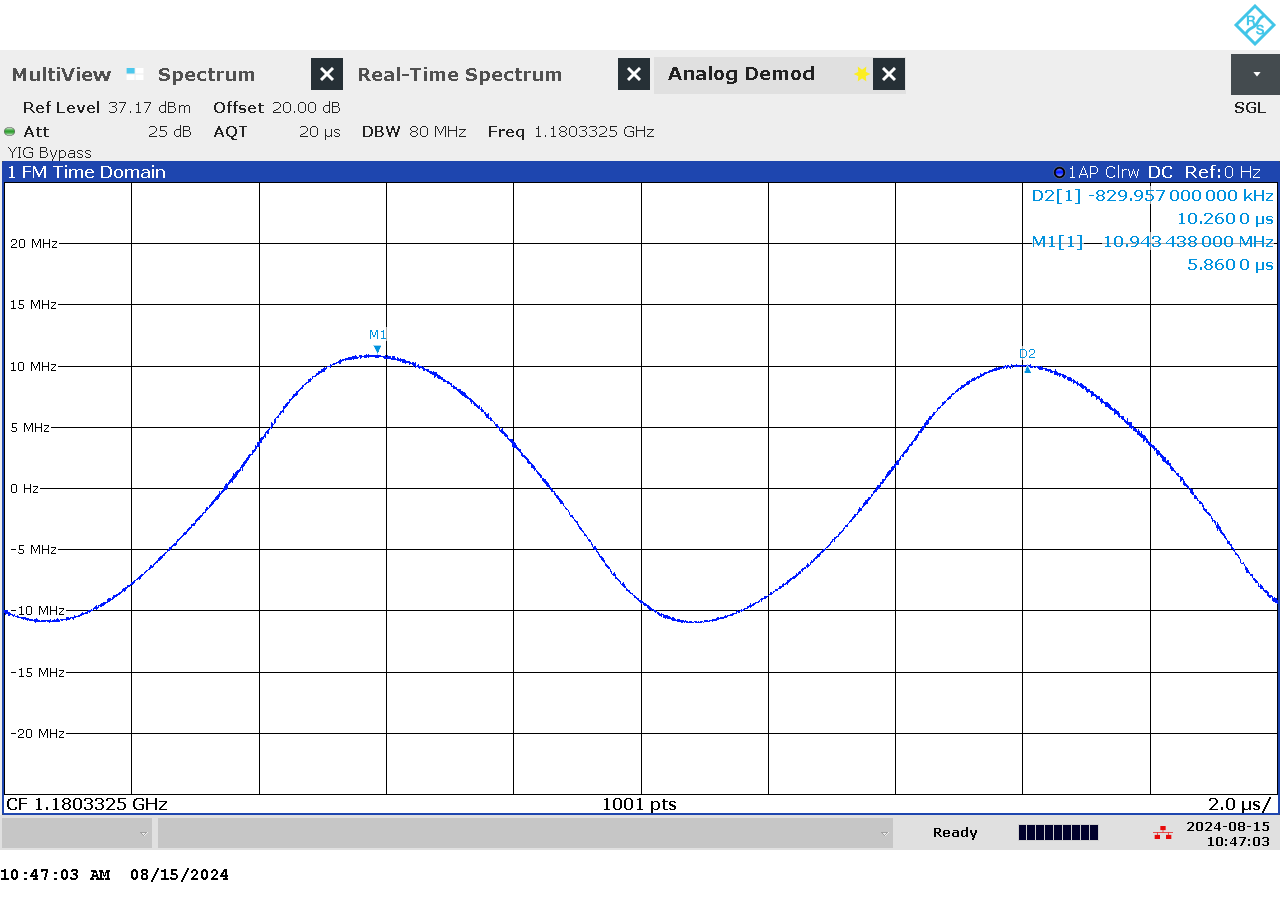 R/S
MultiView Spectrum Real-Time Spectrum Analog Demod
Ref Level 37.17 dBm Offset 20.00 dB SGL
Att 25 dB AQT 20 µs DBW 80 MHz Freq 1.1803325 GHz
YIG Bypass
1 FM Time Domain 1AP Clrw DC Ref:0 Hz
D2[1] -829.957 000 000 kHz
10.260 0 µs
M1[1] 10.943 438 000 MHz
5.860 0 µs
20 MHz
15 MHz
M1
D2
10 MHz
5 MHz
0 Hz
-5 MHz
-10 MHz
-15 MHz
-20 MHz
CF 1.1803325 GHz 1001 pts 2.0 µs/
Ready 2024-08-15
10:47:03
10:47:03 AM 08/15/2024